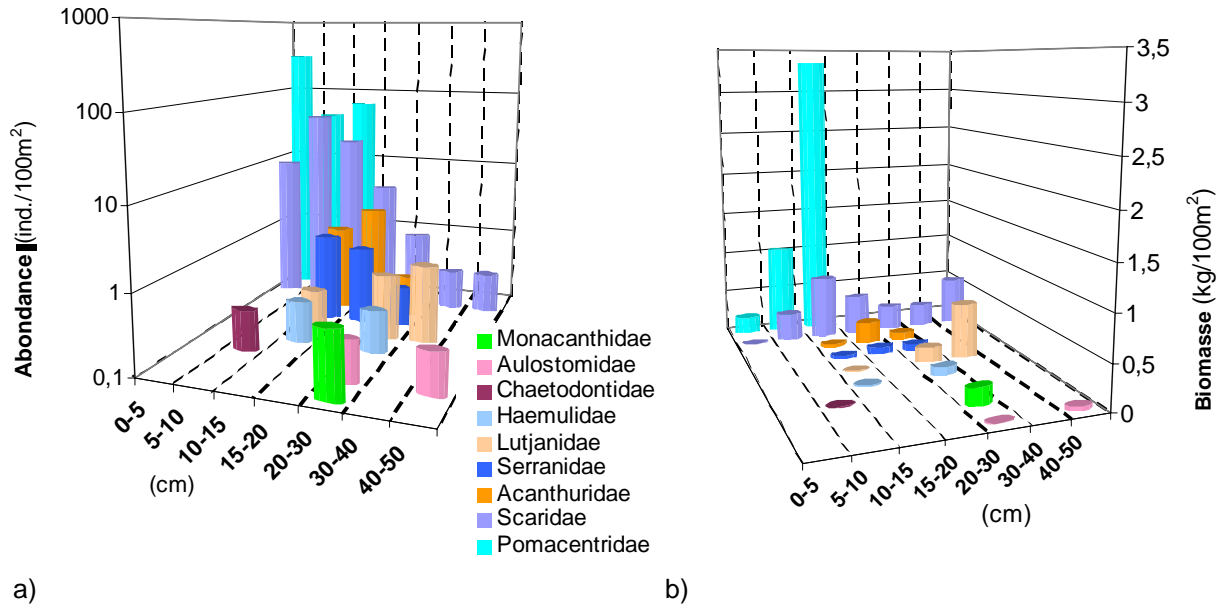 1000
100
10
1
0,1
Abondance (ind./100m²)
0-5
5-10
10-15
15-20
20-30
30-40
40-50
(cm)
Monacanthidae
Aulostomidae
Chaetodontidae
Haemulidae
Lutjanidae
Serranidae
Acanthuridae
Scaridae
Pomacentridae
a)
3,5
3
2,5
2
1,5
1
0,5
0
Biomasse (kg/100m²)
0-5
5-10
10-15
15-20
20-30
30-40
40-50
(cm)
b)